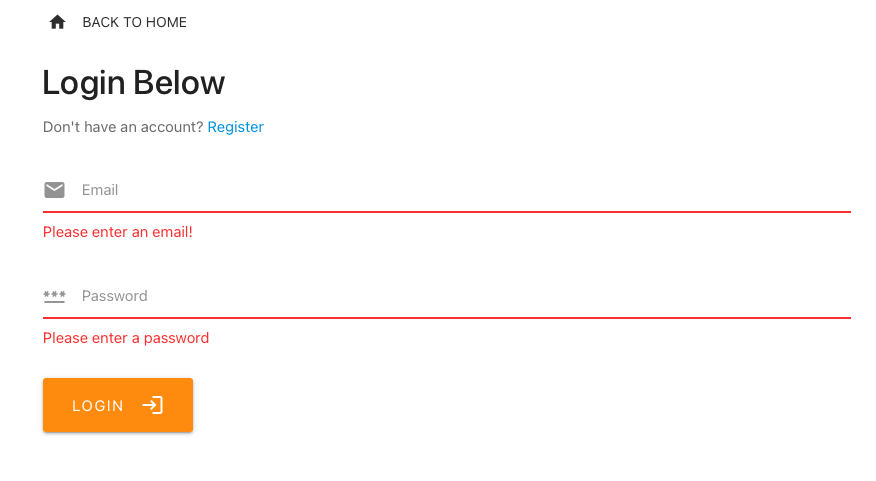 BACK TO HOME
Login Below
Don't have an account? Register
Email
Please enter an email!
Password
Please enter a password
LOGIN